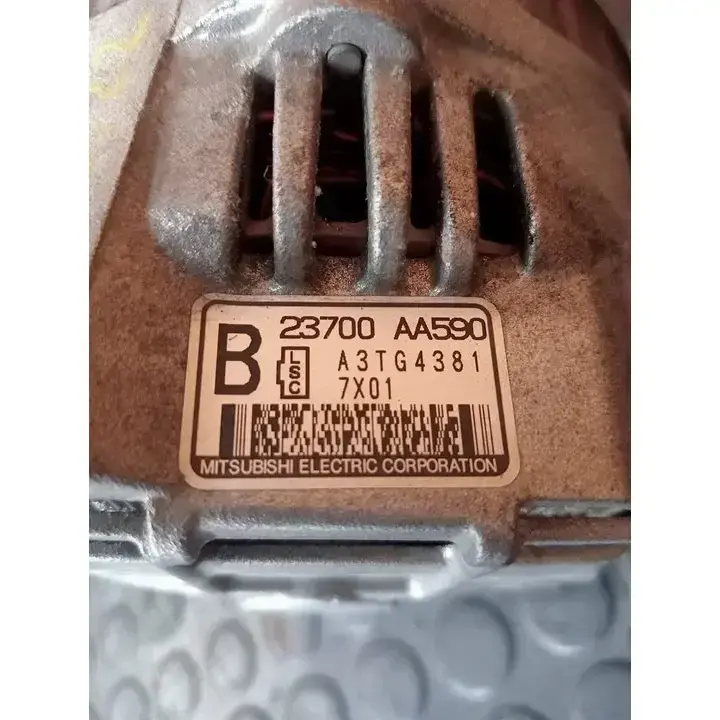 B
23700 AA590
LSC
A3TG4381
7X01
MITSUBISHI ELECTRIC CORPORATION